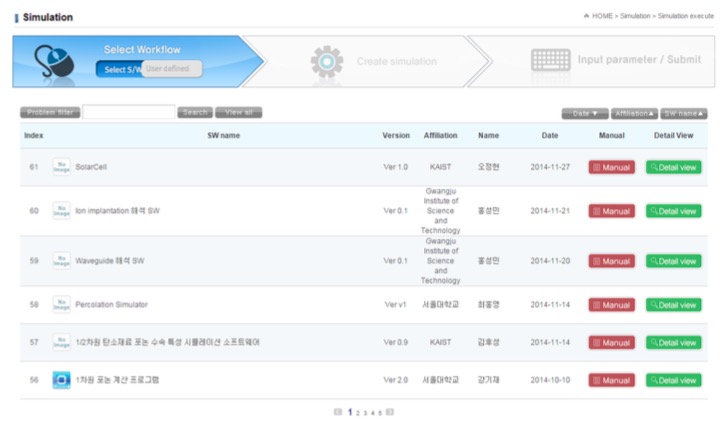 Simulation
HOME > Simulation > Simulation execute
Select Workflow
Select S/W User defined
Create simulation
Input parameter / Submit
Problem filter Search View all Date ▼ Affiliation▲ SW name▲
Index SW name Version Affiliation Name Date Manual Detail View
61 No Image SolarCell Ver 1.0 KAIST 오정현 2014-11-27 Manual Detail view
60 No Image Ion implantation 해석 SW Ver 0.1 Gwangju Institute of Science and Technology 홍성민 2014-11-21 Manual Detail view
59 No Image Waveguide 해석 SW Ver 0.1 Gwangju Institute of Science and Technology 홍성민 2014-11-20 Manual Detail view
58 No Image Percolation Simulator Ver v1 서울대학교 최홍영 2014-11-14 Manual Detail view
57 No Image 1/2차원 탄소재료 포논 수속 특성 시뮬레이션 소프트웨어 Ver 0.9 KAIST 김후성 2014-11-14 Manual Detail view
56 1차원 포논 계산 프로그램 Ver 2.0 서울대학교 강기재 2014-10-10 Manual Detail view
1 2 3 4 5